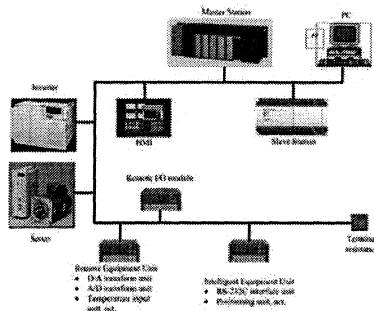 Master Station
PC
Inverter
HMI
Slave Station
Remote I/O module
Servo
Terminal
resistance
Remote Equipment Unit
• D/A transform unit
• A/D transform unit
• Temperature input
unit, ect.
Intelligent Equipment Unit
• RS-232C interface unit
• Positioning unit, ect.